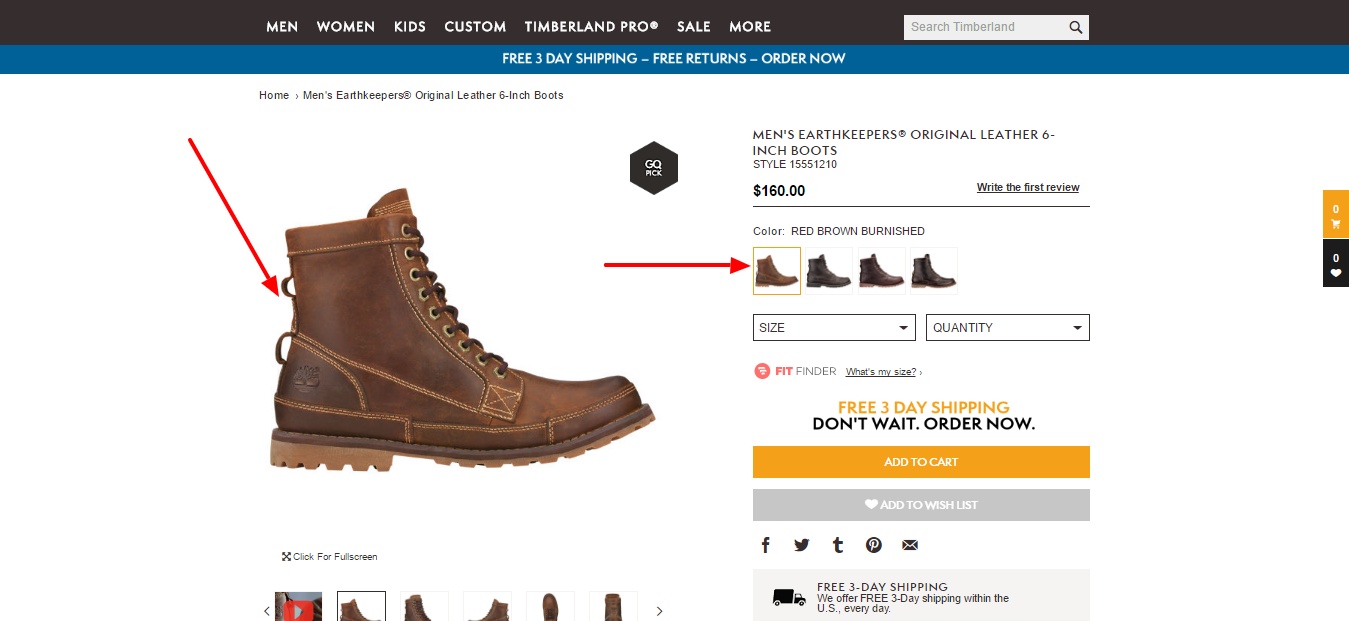 MEN WOMEN KIDS CUSTOM TIMBERLAND PRO® SALE MORE Search Timberland
FREE 3 DAY SHIPPING – FREE RETURNS – ORDER NOW
Home › Men's Earthkeepers® Original Leather 6-Inch Boots
GQ
PICK
MEN'S EARTHKEEPERS® ORIGINAL LEATHER 6-
INCH BOOTS
STYLE 15551210
$160.00 Write the first review
Color: RED BROWN BURNISHED
SIZE QUANTITY
FIT FINDER What's my size? ›
FREE 3 DAY SHIPPING
DON'T WAIT. ORDER NOW.
ADD TO CART
ADD TO WISH LIST
FREE 3-DAY SHIPPING
We offer FREE 3-Day shipping within the
U.S., every day.
Click For Fullscreen
0
0